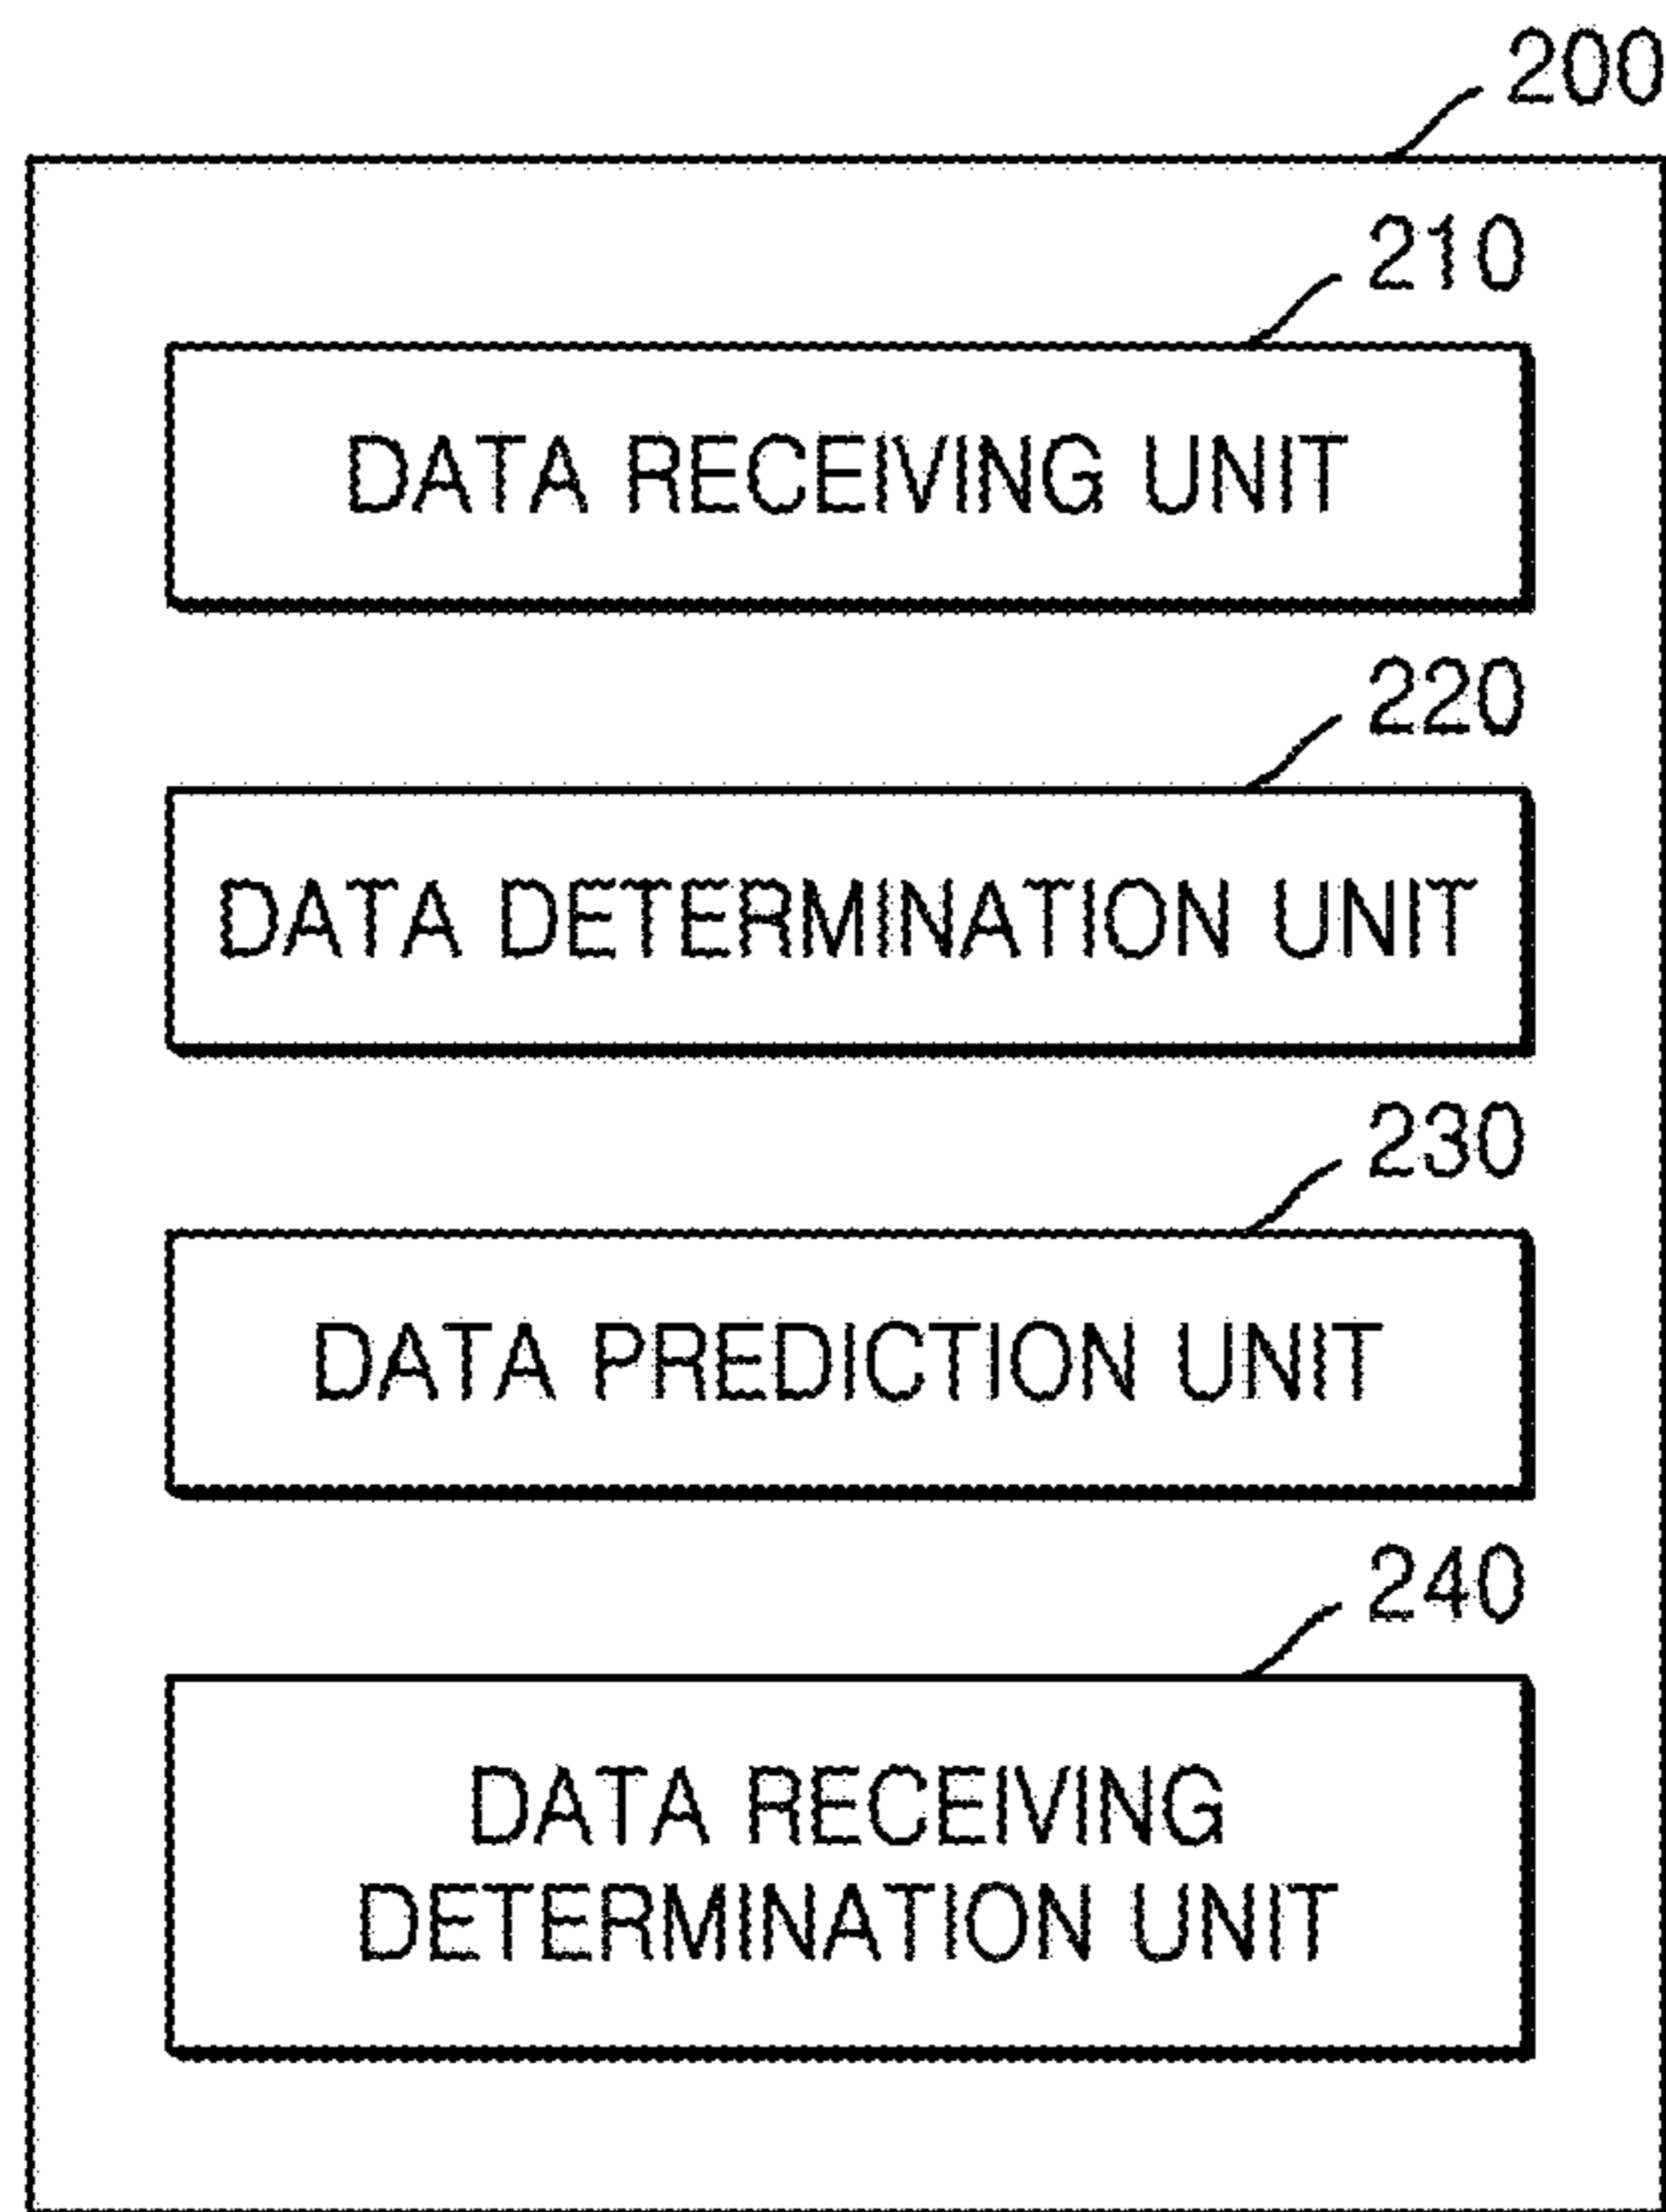 200
210
DATA RECEIVING UNIT
220
DATA DETERMINATION UNIT
230
DATA PREDICTION UNIT
240
DATA RECEIVING
DETERMINATION UNIT